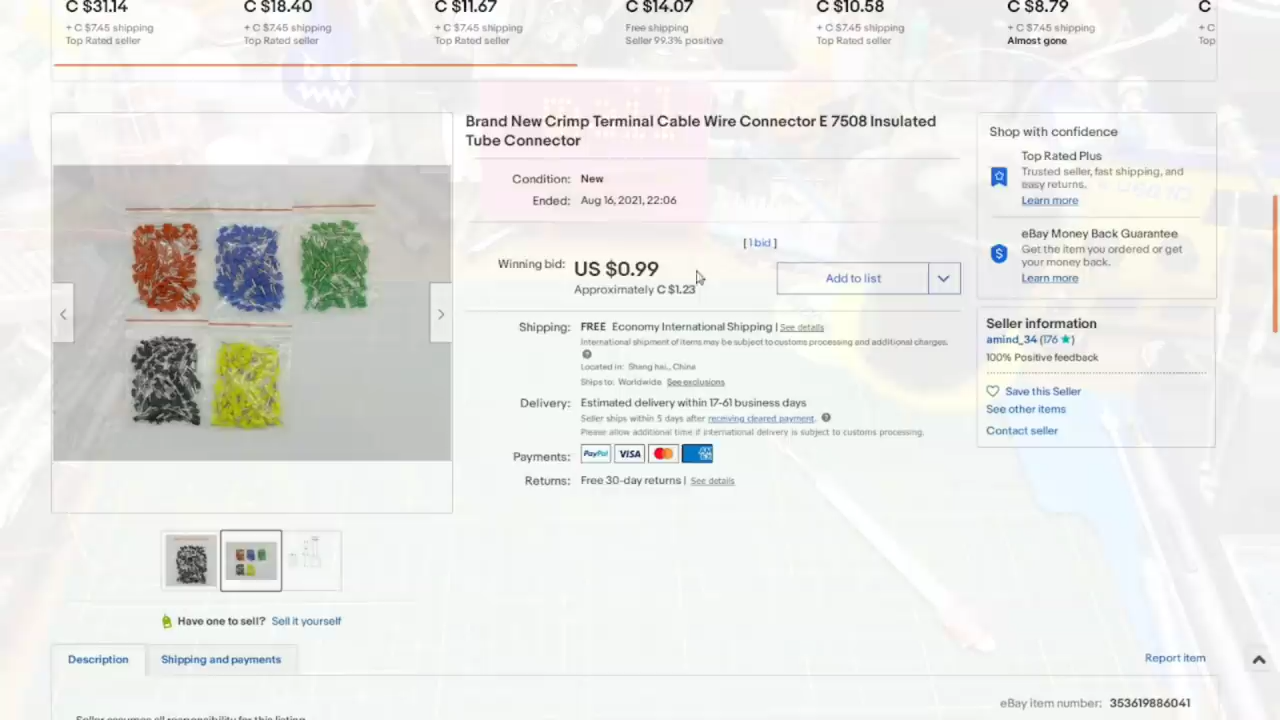 C $31.14
+ C $7.45 shipping
Top Rated seller
C $18.40
+ C $7.45 shipping
Top Rated seller
C $11.67
+ C $7.45 shipping
Top Rated seller
C $14.07
Free shipping
Seller 99.3% positive
C $10.58
+ C $7.45 shipping
Top Rated seller
C $8.79
+ C $7.45 shipping
Almost gone
C
+ C
Top
Brand New Crimp Terminal Cable Wire Connector E 7508 Insulated
Tube Connector
Condition: New
Ended: Aug 16, 2021, 22:06
[ 1 bid ]
Winning bid: US $0.99
Approximately C $1.23
Add to list
Shipping: FREE Economy International Shipping | See details
International shipment of items may be subject to customs processing and additional charges.
Located in: Shang hai,, China
Ships to: Worldwide See exclusions
Delivery: Estimated delivery within 17-61 business days
Seller ships within 5 days after receiving cleared payment.
Please allow additional time if international delivery is subject to customs processing.
Payments: PayPal VISA
Returns: Free 30-day returns | See details
Shop with confidence
Top Rated Plus
Trusted seller, fast shipping, and
easy returns.
Learn more
eBay Money Back Guarantee
Get the item you ordered or get
your money back.
Learn more
Seller information
amind_34 (176 ★)
100% Positive feedback
Save this Seller
See other items
Contact seller
Have one to sell? Sell it yourself
Description
Shipping and payments
Report item
eBay item number: 353619886041
Seller assumes all responsibility for this listing.